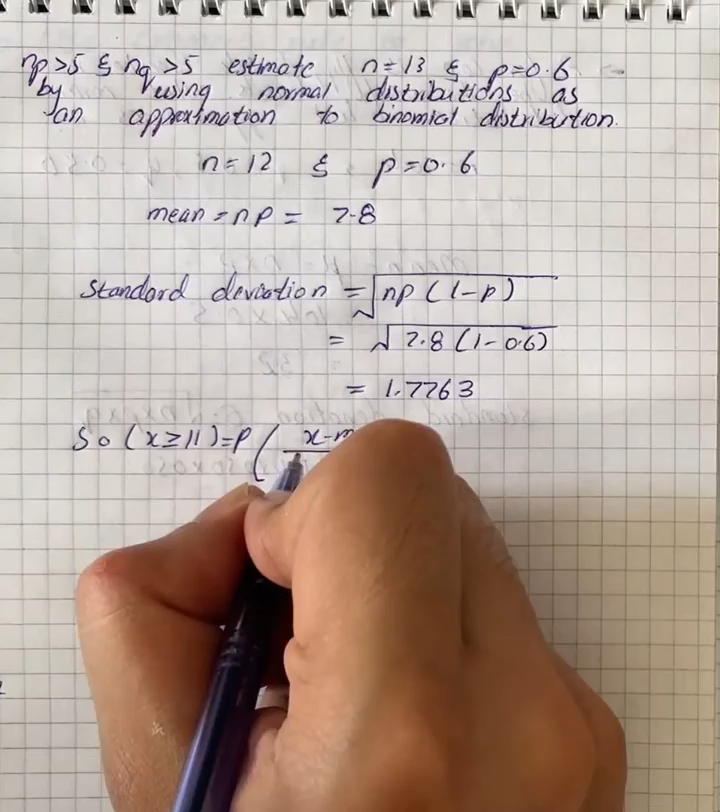 np >5 & nq >5 estimate n=13 & p=0.6
by using normal distributions as
an approximation to binomial distribution.
n=12 & p=0.6
mean = np = 7.8
Standard deviation = √np(1-p)
= √7.8(1-0.6)
= 1.7763
So (x≥11)=P( x-m